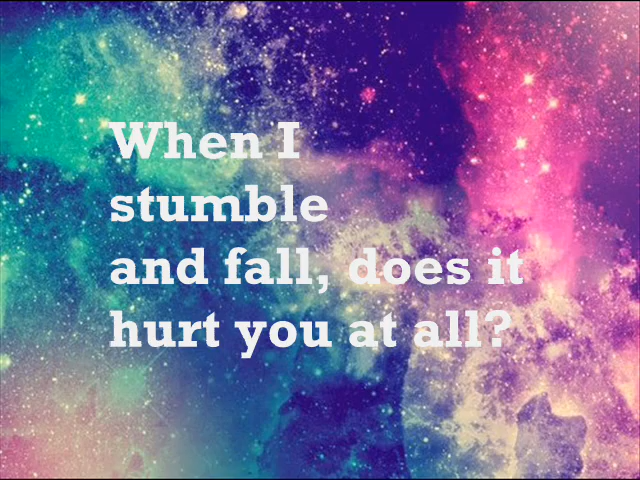 When I
stumble
and fall, does it
hurt you at all?